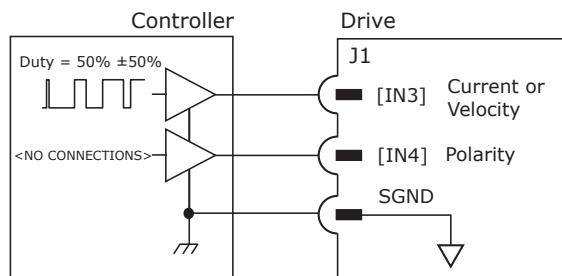 Controller
Drive
Duty = 50% ±50%
J1
[IN3]
Current or
Velocity
<NO CONNECTIONS>
[IN4]
Polarity
SGND